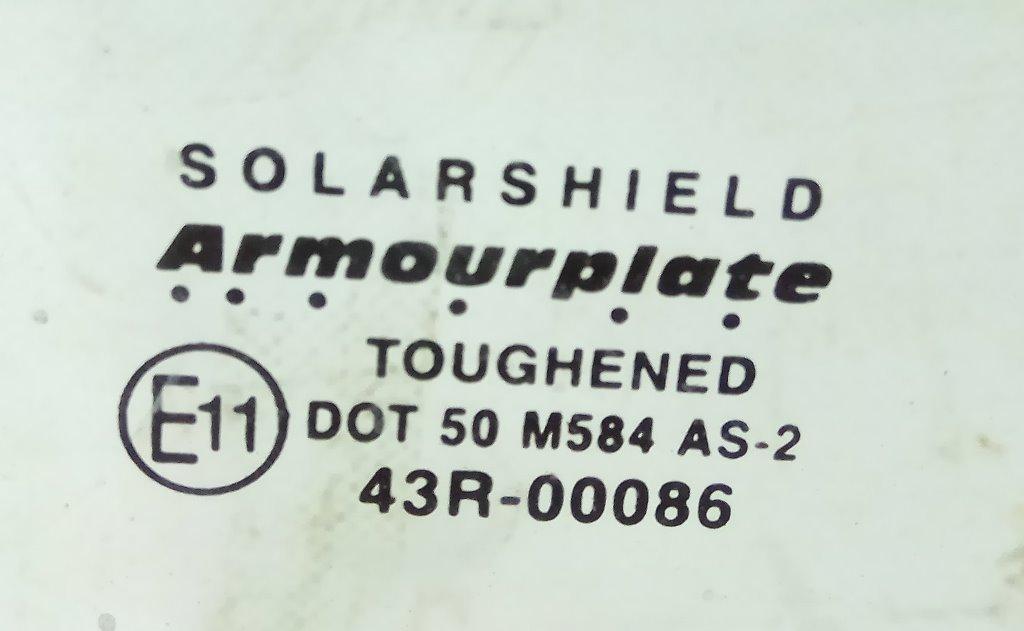 SOLARSHIELD
Armourplate
TOUGHENED
E11 DOT 50 M584 AS-2
43R-00086